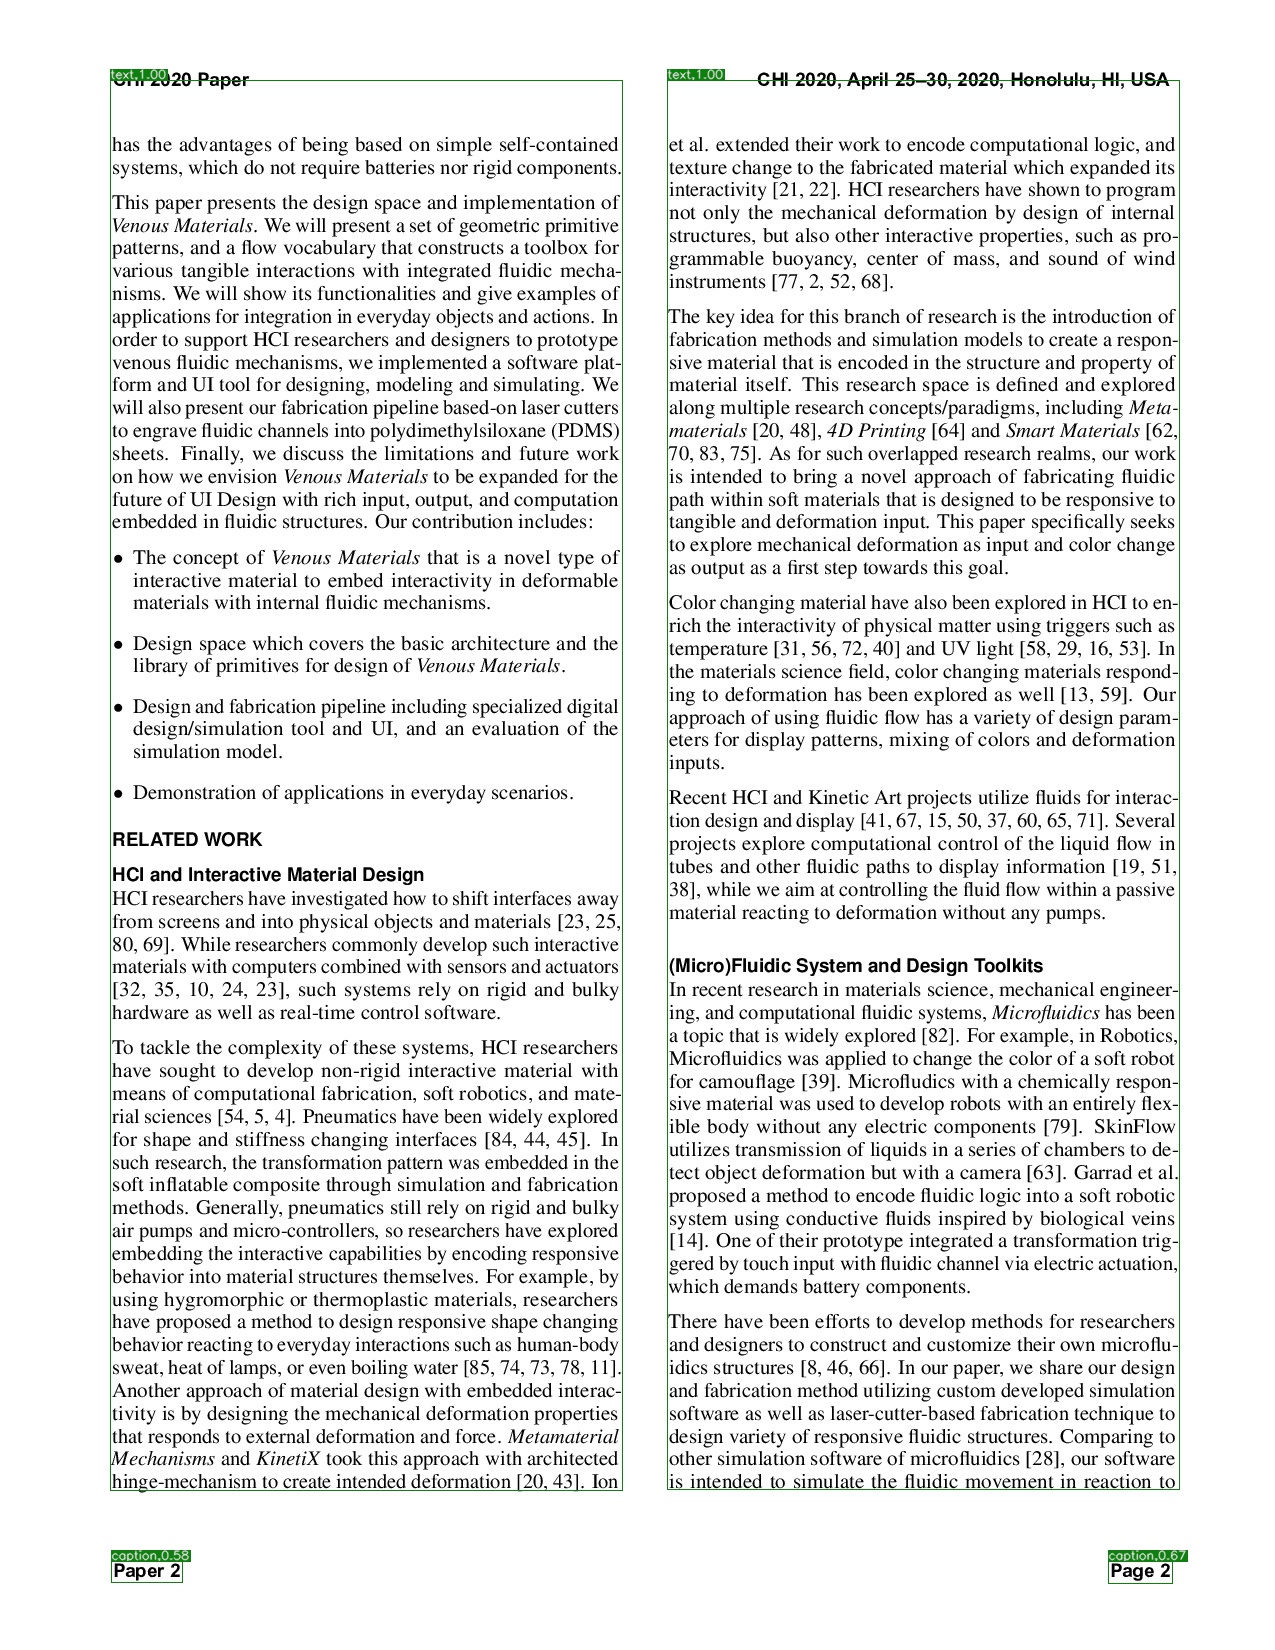 text,1.00
CHI 2020 Paper
text,1.00
CHI 2020, April 25–30, 2020, Honolulu, HI, USA
has the advantages of being based on simple self-contained
systems, which do not require batteries nor rigid components.
This paper presents the design space and implementation of
Venous Materials. We will present a set of geometric primitive
patterns, and a flow vocabulary that constructs a toolbox for
various tangible interactions with integrated fluidic mecha-
nisms. We will show its functionalities and give examples of
applications for integration in everyday objects and actions. In
order to support HCI researchers and designers to prototype
venous fluidic mechanisms, we implemented a software plat-
form and UI tool for designing, modeling and simulating. We
will also present our fabrication pipeline based-on laser cutters
to engrave fluidic channels into polydimethylsiloxane (PDMS)
sheets. Finally, we discuss the limitations and future work
on how we envision Venous Materials to be expanded for the
future of UI Design with rich input, output, and computation
embedded in fluidic structures. Our contribution includes:
• The concept of Venous Materials that is a novel type of
interactive material to embed interactivity in deformable
materials with internal fluidic mechanisms.
• Design space which covers the basic architecture and the
library of primitives for design of Venous Materials.
• Design and fabrication pipeline including specialized digital
design/simulation tool and UI, and an evaluation of the
simulation model.
• Demonstration of applications in everyday scenarios.
RELATED WORK
HCI and Interactive Material Design
HCI researchers have investigated how to shift interfaces away
from screens and into physical objects and materials [23, 25,
80, 69]. While researchers commonly develop such interactive
materials with computers combined with sensors and actuators
[32, 35, 10, 24, 23], such systems rely on rigid and bulky
hardware as well as real-time control software.
To tackle the complexity of these systems, HCI researchers
have sought to develop non-rigid interactive material with
means of computational fabrication, soft robotics, and mate-
rial sciences [54, 5, 4]. Pneumatics have been widely explored
for shape and stiffness changing interfaces [84, 44, 45]. In
such research, the transformation pattern was embedded in the
soft inflatable composite through simulation and fabrication
methods. Generally, pneumatics still rely on rigid and bulky
air pumps and micro-controllers, so researchers have explored
embedding the interactive capabilities by encoding responsive
behavior into material structures themselves. For example, by
using hygromorphic or thermoplastic materials, researchers
have proposed a method to design responsive shape changing
behavior reacting to everyday interactions such as human-body
sweat, heat of lamps, or even boiling water [85, 74, 73, 78, 11].
Another approach of material design with embedded interac-
tivity is by designing the mechanical deformation properties
that responds to external deformation and force. Metamaterial
Mechanisms and KinetiX took this approach with architected
hinge-mechanism to create intended deformation [20, 43]. Ion
et al. extended their work to encode computational logic, and
texture change to the fabricated material which expanded its
interactivity [21, 22]. HCI researchers have shown to program
not only the mechanical deformation by design of internal
structures, but also other interactive properties, such as pro-
grammable buoyancy, center of mass, and sound of wind
instruments [77, 2, 52, 68].
The key idea for this branch of research is the introduction of
fabrication methods and simulation models to create a respon-
sive material that is encoded in the structure and property of
material itself. This research space is defined and explored
along multiple research concepts/paradigms, including Meta-
materials [20, 48], 4D Printing [64] and Smart Materials [62,
70, 83, 75]. As for such overlapped research realms, our work
is intended to bring a novel approach of fabricating fluidic
path within soft materials that is designed to be responsive to
tangible and deformation input. This paper specifically seeks
to explore mechanical deformation as input and color change
as output as a first step towards this goal.
Color changing material have also been explored in HCI to en-
rich the interactivity of physical matter using triggers such as
temperature [31, 56, 72, 40] and UV light [58, 29, 16, 53]. In
the materials science field, color changing materials respond-
ing to deformation has been explored as well [13, 59]. Our
approach of using fluidic flow has a variety of design param-
eters for display patterns, mixing of colors and deformation
inputs.
Recent HCI and Kinetic Art projects utilize fluids for interac-
tion design and display [41, 67, 15, 50, 37, 60, 65, 71]. Several
projects explore computational control of the liquid flow in
tubes and other fluidic paths to display information [19, 51,
38], while we aim at controlling the fluid flow within a passive
material reacting to deformation without any pumps.
(Micro)Fluidic System and Design Toolkits
In recent research in materials science, mechanical engineer-
ing, and computational fluidic systems, Microfluidics has been
a topic that is widely explored [82]. For example, in Robotics,
Microfluidics was applied to change the color of a soft robot
for camouflage [39]. Microfludics with a chemically respon-
sive material was used to develop robots with an entirely flex-
ible body without any electric components [79]. SkinFlow
utilizes transmission of liquids in a series of chambers to de-
tect object deformation but with a camera [63]. Garrad et al.
proposed a method to encode fluidic logic into a soft robotic
system using conductive fluids inspired by biological veins
[14]. One of their prototype integrated a transformation trig-
gered by touch input with fluidic channel via electric actuation,
which demands battery components.
There have been efforts to develop methods for researchers
and designers to construct and customize their own microflu-
idics structures [8, 46, 66]. In our paper, we share our design
and fabrication method utilizing custom developed simulation
software as well as laser-cutter-based fabrication technique to
design variety of responsive fluidic structures. Comparing to
other simulation software of microfluidics [28], our software
is intended to simulate the fluidic movement in reaction to
caption,0.58
Paper 2
caption,0.67
Page 2